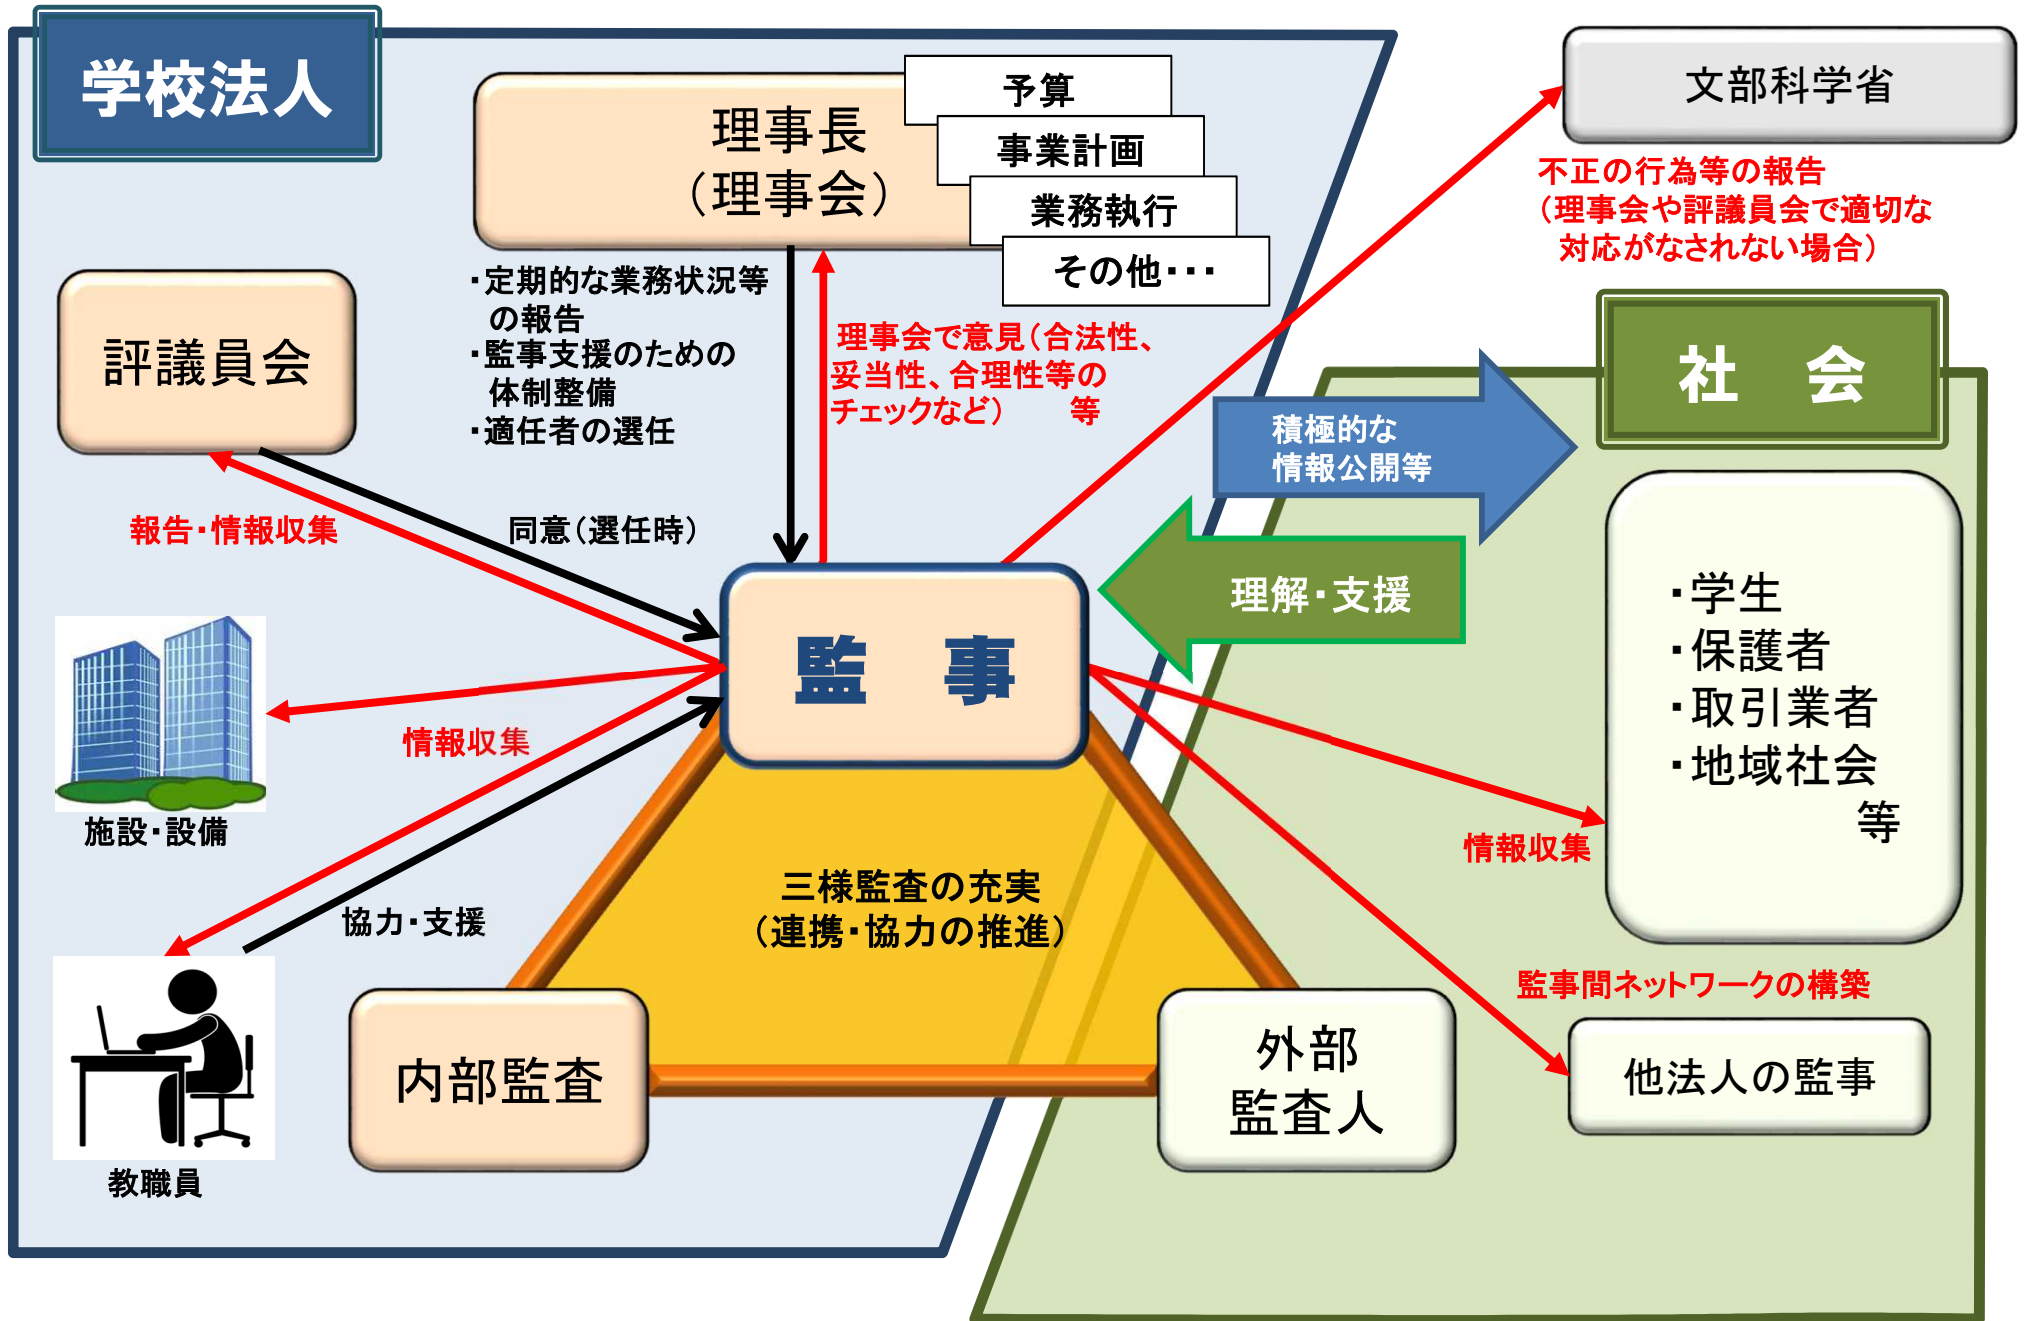 学校法人
理事長
（理事会）
予算
事業計画
業務執行
その他・・・
文部科学省
不正の行為等の報告
（理事会や評議員会で適切な
対応がなされない場合）
評議員会
・定期的な業務状況等
の報告
・監事支援のための
体制整備
・適任者の選任
理事会で意見（合法性、
妥当性、合理性等の
チェックなど）　　等
社　会
積極的な
情報公開等
報告・情報収集
同意（選任時）
理解・支援
監　事
・学生
・保護者
・取引業者
・地域社会
等
情報収集
施設・設備
情報収集
三様監査の充実
（連携・協力の推進）
協力・支援
監事間ネットワークの構築
内部監査
外部
監査人
他法人の監事
教職員